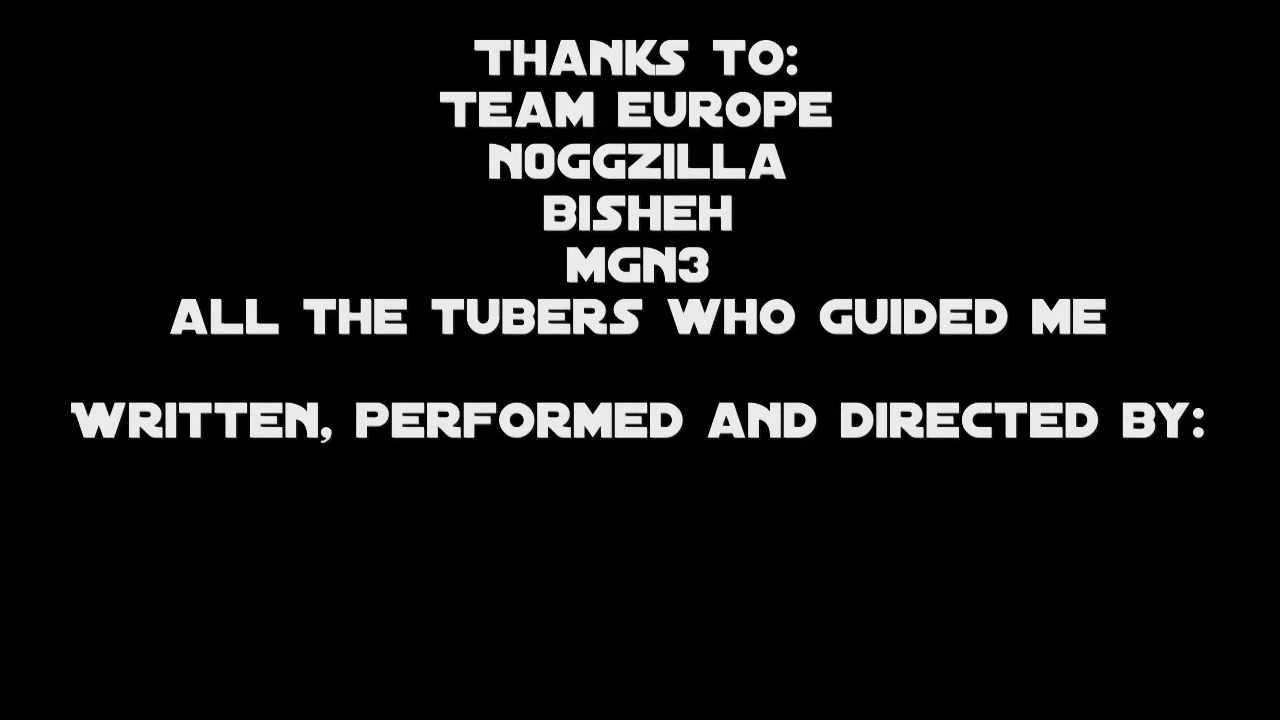 THANKS TO:
TEAM EUROPE
N0GGZILLA
BISHEH
MGN3
ALL THE TUBERS WHO GUIDED ME
WRITTEN, PERFORMED AND DIRECTED BY: